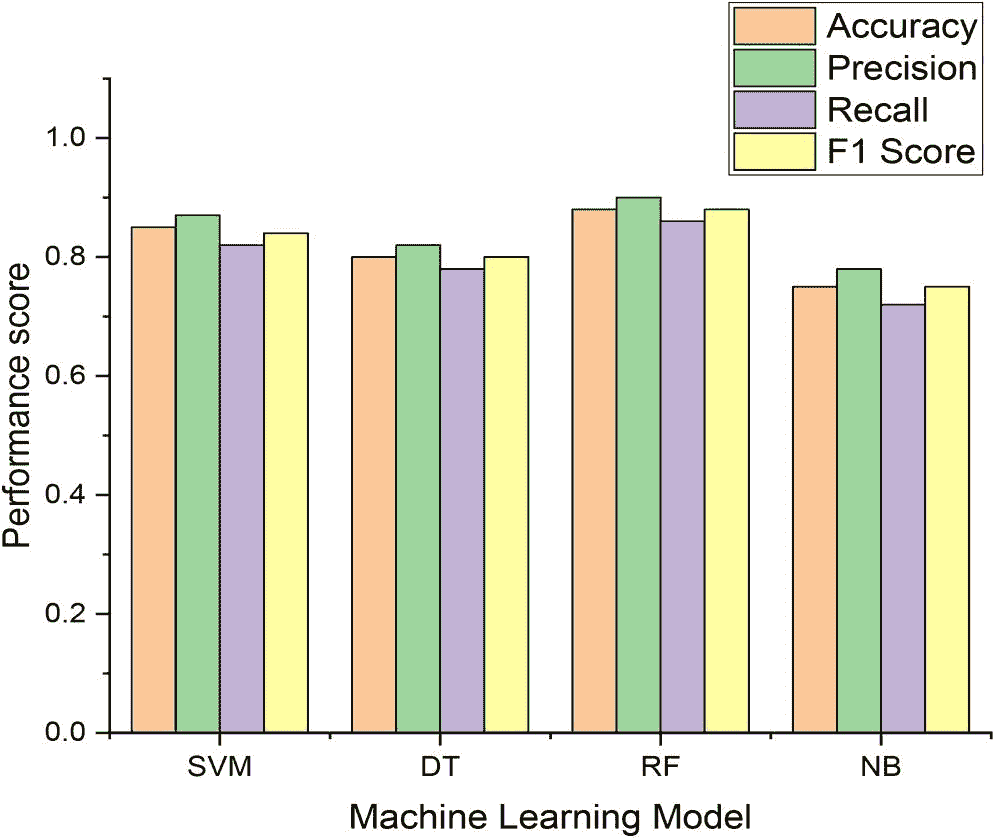 Accuracy
Precision
Recall
F1 Score
1.0
0.8
0.6
0.4
0.2
0.0
Performance score
SVM DT RF NB
Machine Learning Model